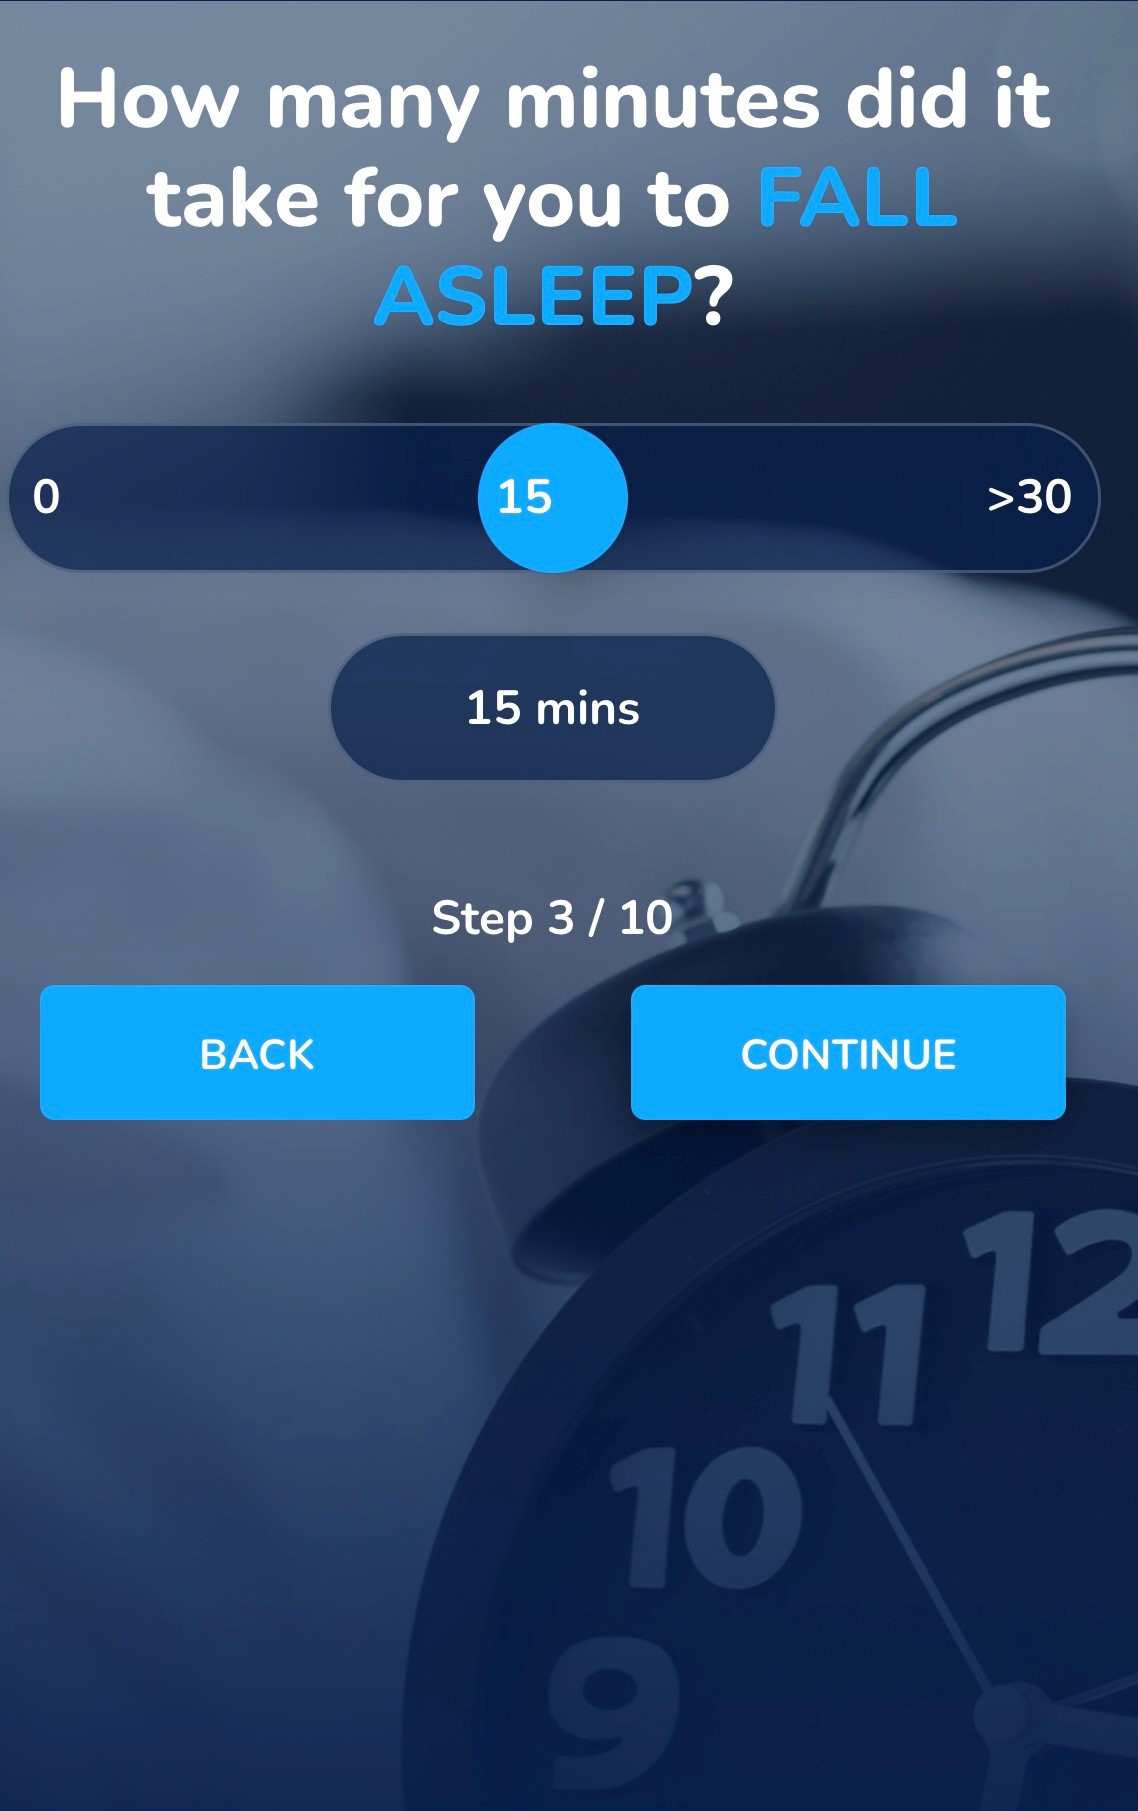 How many minutes did it
take for you to FALL
ASLEEP?
0 15 >30
15 mins
Step 3 / 10
BACK CONTINUE
12
11
10
9